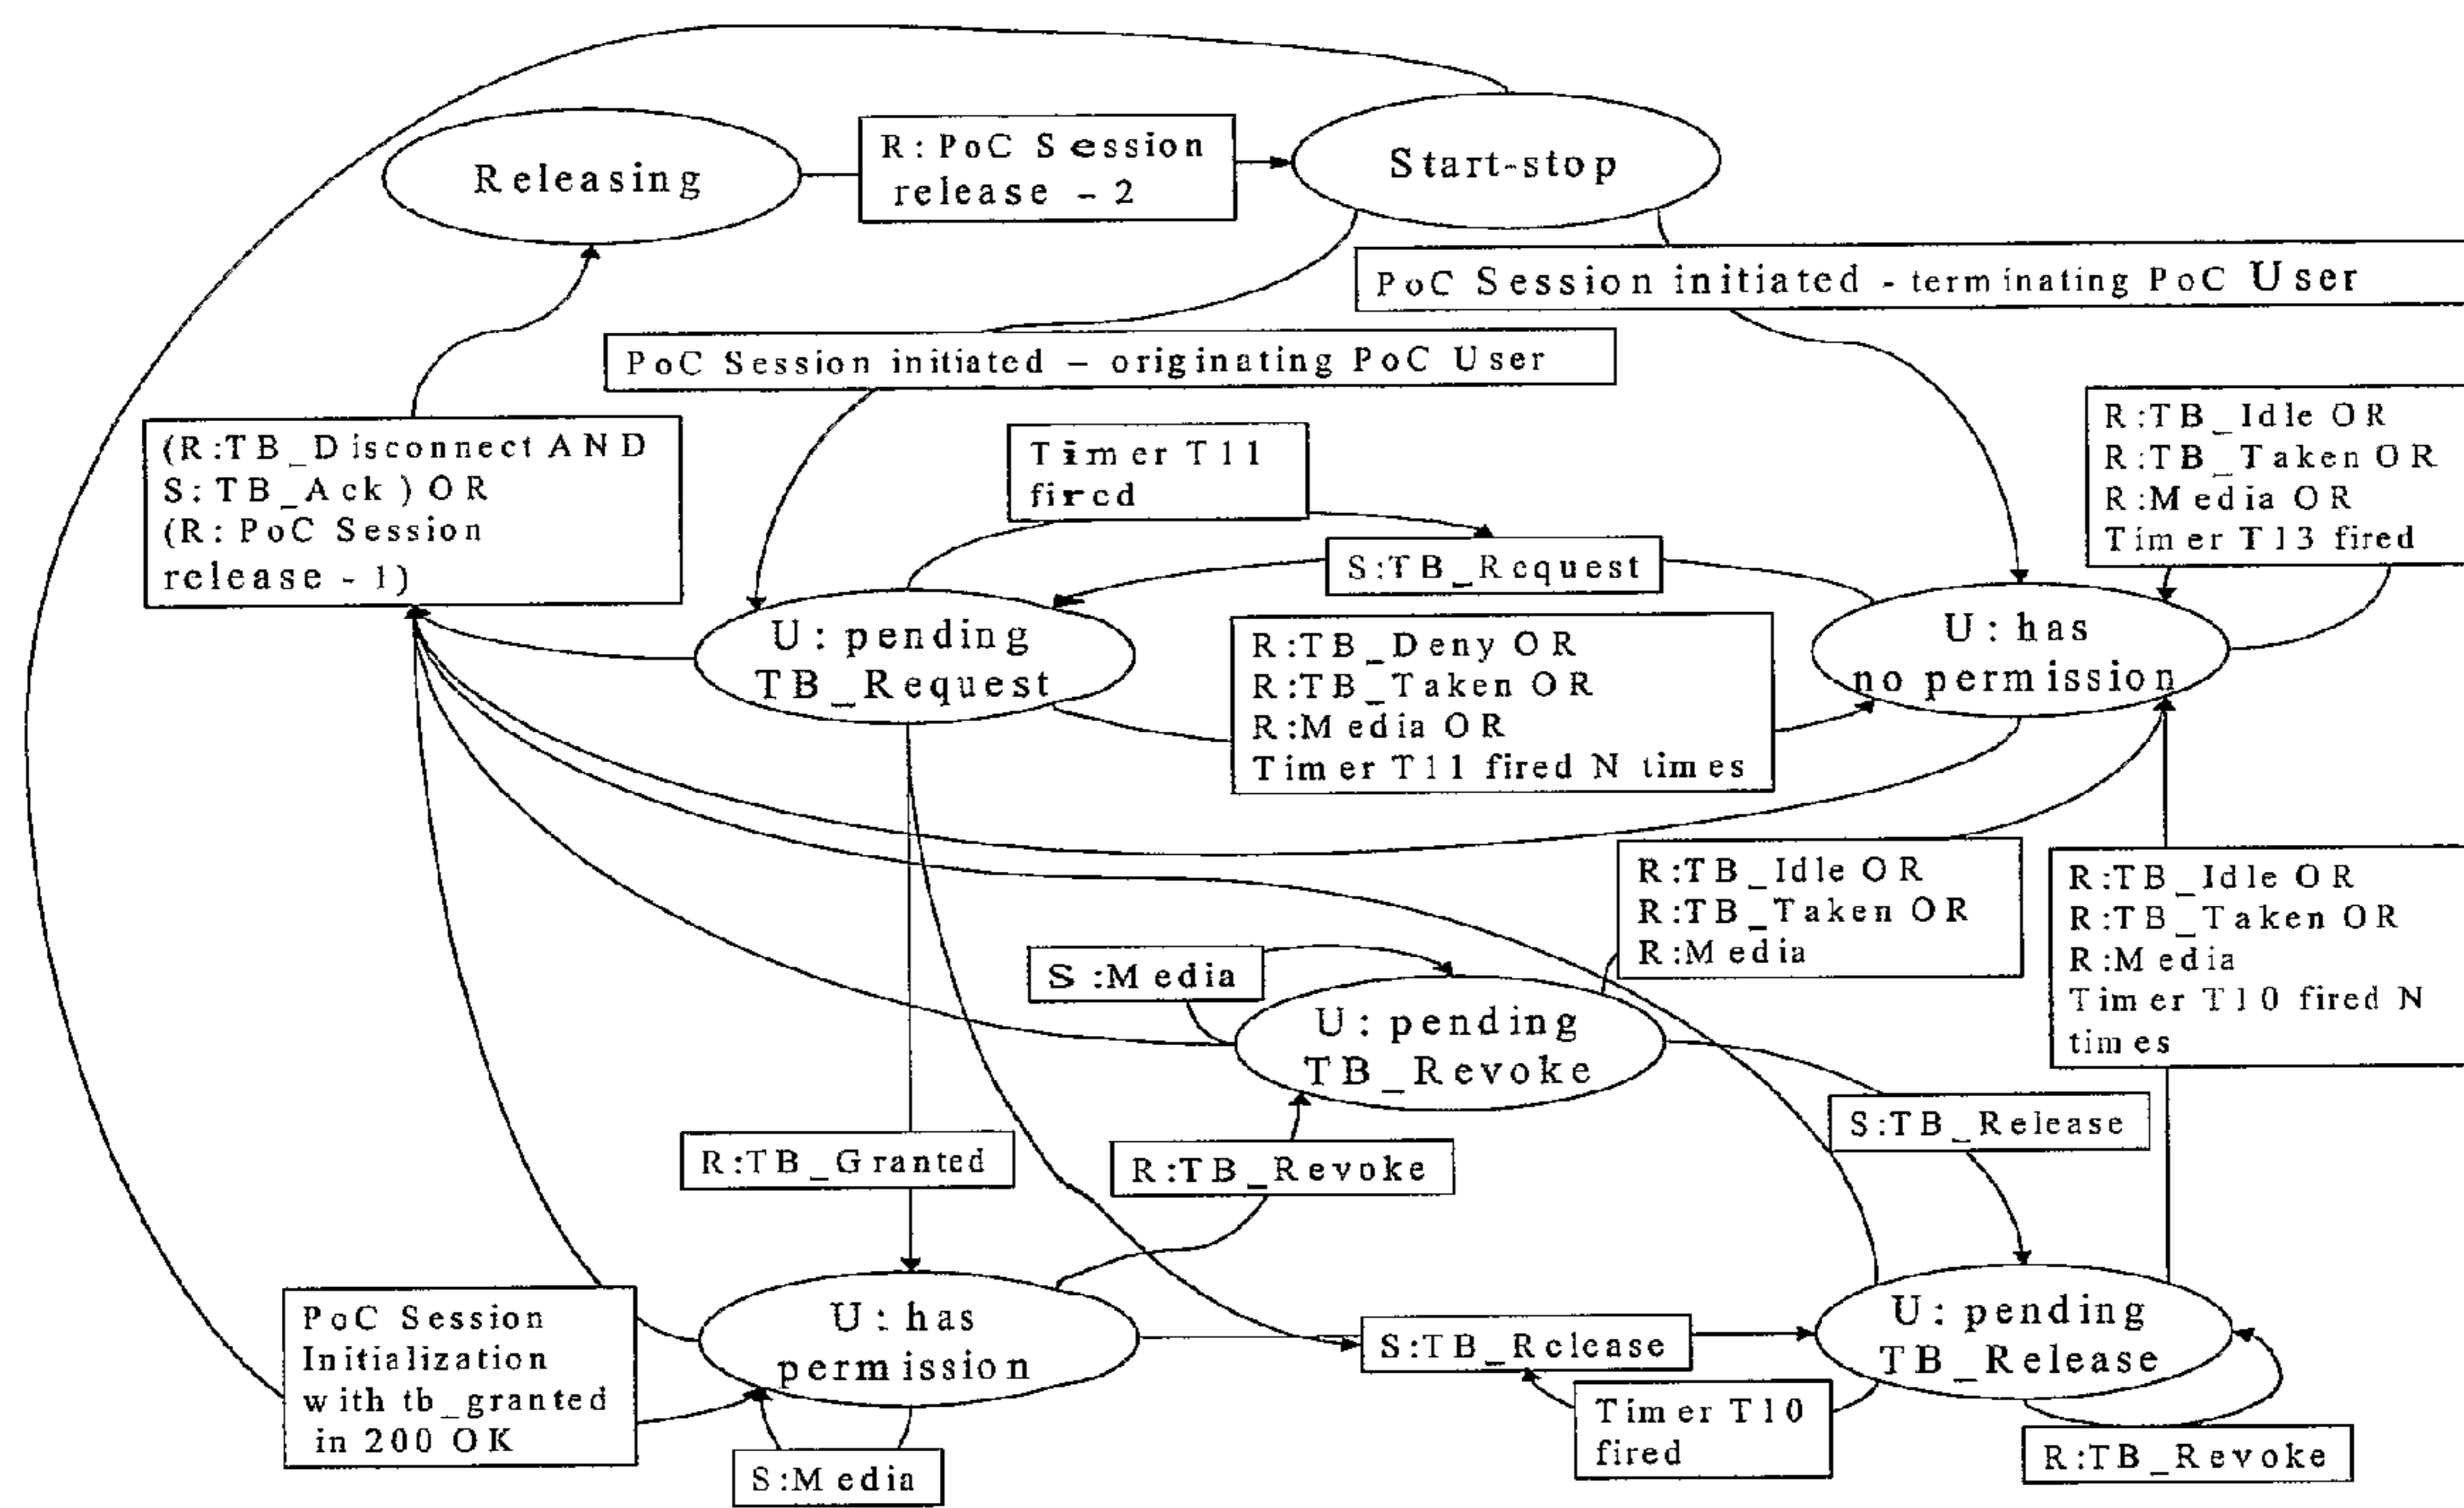 Releasing
R:PoC Session
release - 2
Start-stop
PoC Session initiated - terminating PoC User
PoC Session initiated – originating PoC User
(R:TB_Disconnect AND
S:TB_Ack) OR
(R: PoC Session
release - 1)
Timer T11
fired
R:TB_Idle OR
R:TB_Taken OR
R:Media OR
Timer T13 fired
S:TB_Request
U: pending
TB_Request
R:TB_Deny OR
R:TB_Taken OR
R:Media OR
Timer T11 fired N times
U: has
no permission
R:TB_Idle OR
R:TB_Taken OR
R:Media
R:TB_Idle OR
R:TB_Taken OR
R:Media
Timer T10 fired N
times
S:Media
U: pending
TB_Revoke
S:TB_Release
R:TB_Granted
R:TB_Revoke
PoC Session
Initialization
with tb_granted
in 200 OK
U: has
permission
S:TB_Release
U: pending
TB_Release
Timer T10
fired
R:TB_Revoke
S:Media